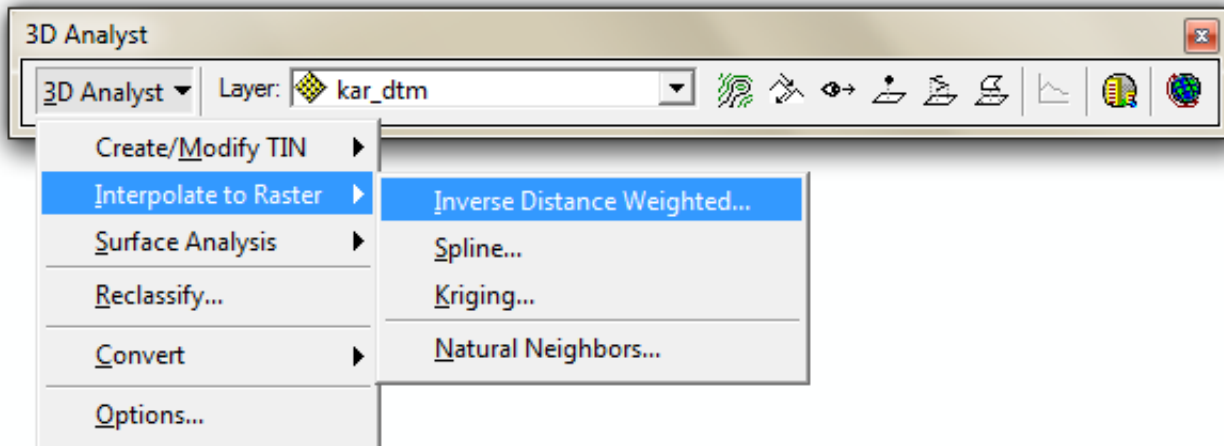 3D Analyst
3D Analyst Layer: kar_dtm
Create/Modify TIN
Interpolate to Raster
Inverse Distance Weighted...
Surface Analysis
Spline...
Reclassify...
Kriging...
Convert
Natural Neighbors...
Options...